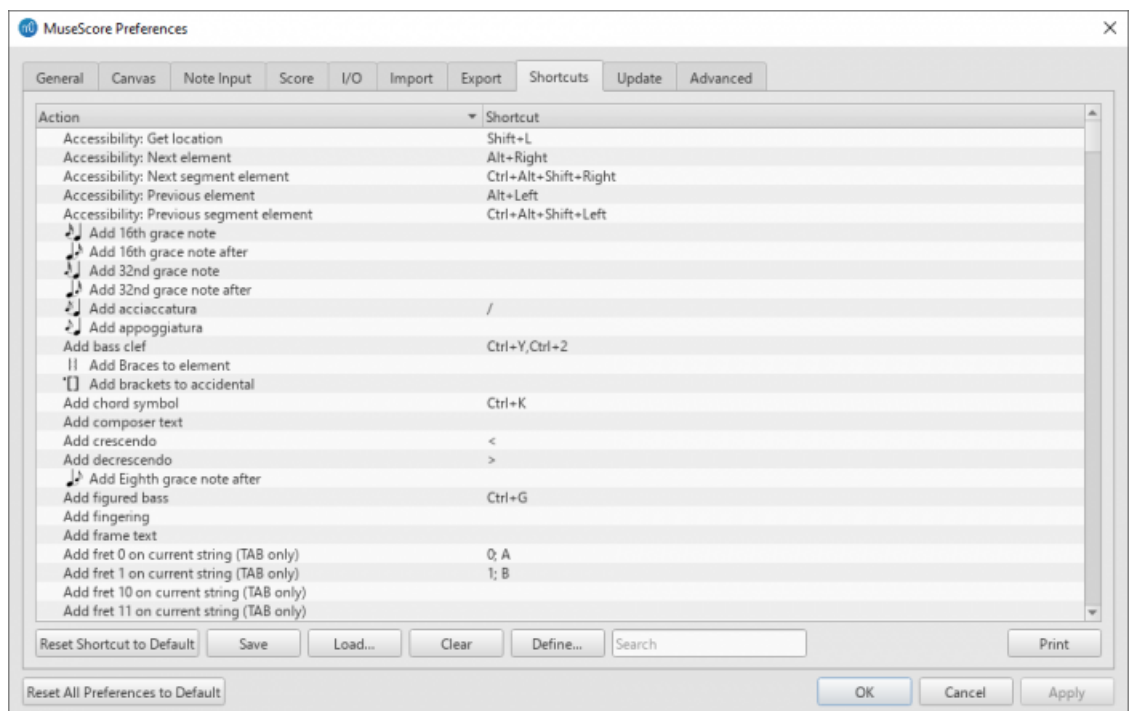 MuseScore Preferences
General Canvas Note Input Score I/O Import Export Shortcuts Update Advanced
Action Shortcut
Accessibility: Get location Shift+L
Accessibility: Next element Alt+Right
Accessibility: Next segment element Ctrl+Alt+Shift+Right
Accessibility: Previous element Alt+Left
Accessibility: Previous segment element Ctrl+Alt+Shift+Left
Add 16th grace note
Add 16th grace note after
Add 32nd grace note
Add 32nd grace note after
Add acciaccatura /
Add appoggiatura
Add bass clef Ctrl+Y,Ctrl+2
Add Braces to element
Add brackets to accidental
Add chord symbol Ctrl+K
Add composer text
Add crescendo <
Add decrescendo >
Add Eighth grace note after
Add figured bass Ctrl+G
Add fingering
Add frame text
Add fret 0 on current string (TAB only) 0; A
Add fret 1 on current string (TAB only) 1; B
Add fret 10 on current string (TAB only)
Add fret 11 on current string (TAB only)
Reset Shortcut to Default Save Load... Clear Define... Search Print
Reset All Preferences to Default OK Cancel Apply